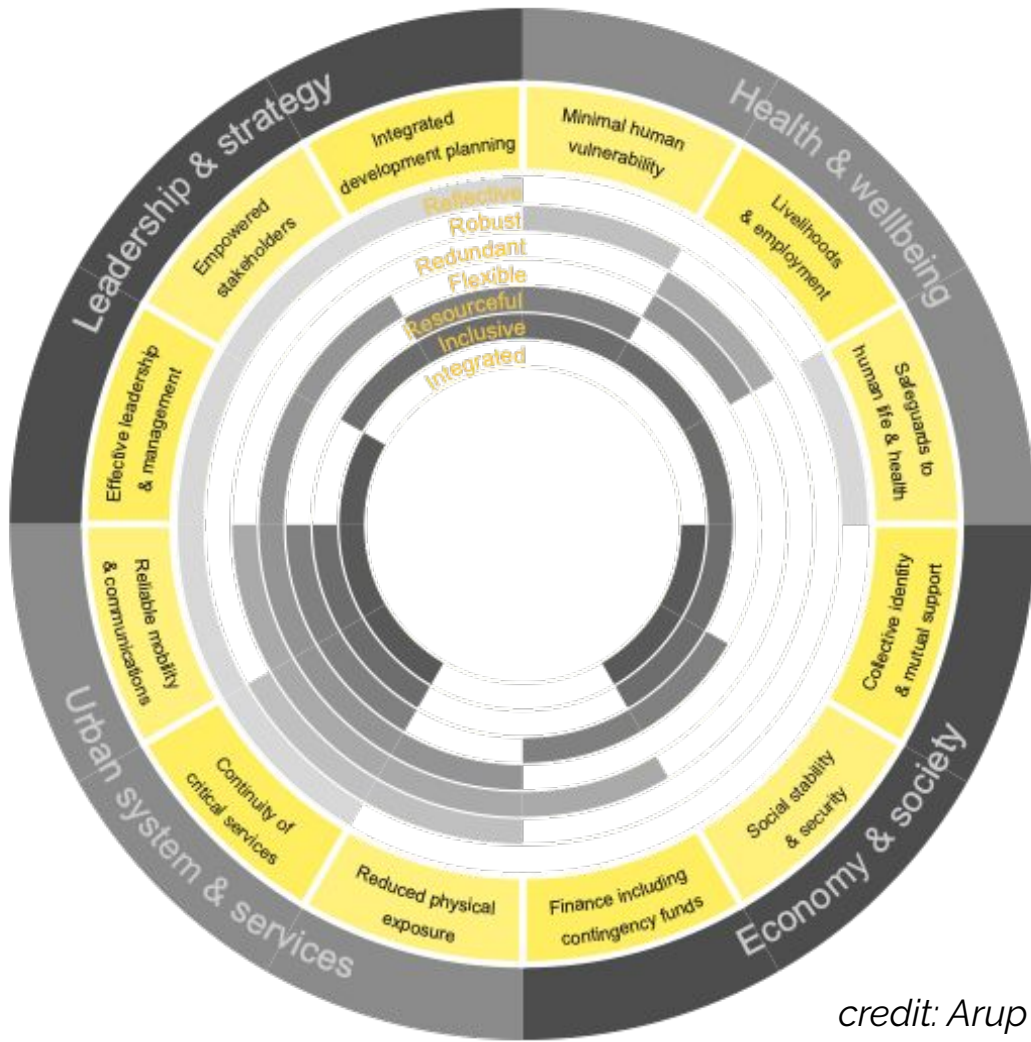 Leadership & strategy
Health & wellbeing
Economy & society
Urban system & services
Integrated
development planning
Minimal human
vulnerability
Livelihoods
& employment
Safeguards to
human life & health
Collective identity
& mutual support
Social stability
& security
Finance including
contingency funds
Reduced physical
exposure
Continuity of
critical services
Reliable mobility
& communications
Effective leadership
& management
Empowered
stakeholders
Reflective
Robust
Redundant
Flexible
Resourceful
Inclusive
Integrated
credit: Arup